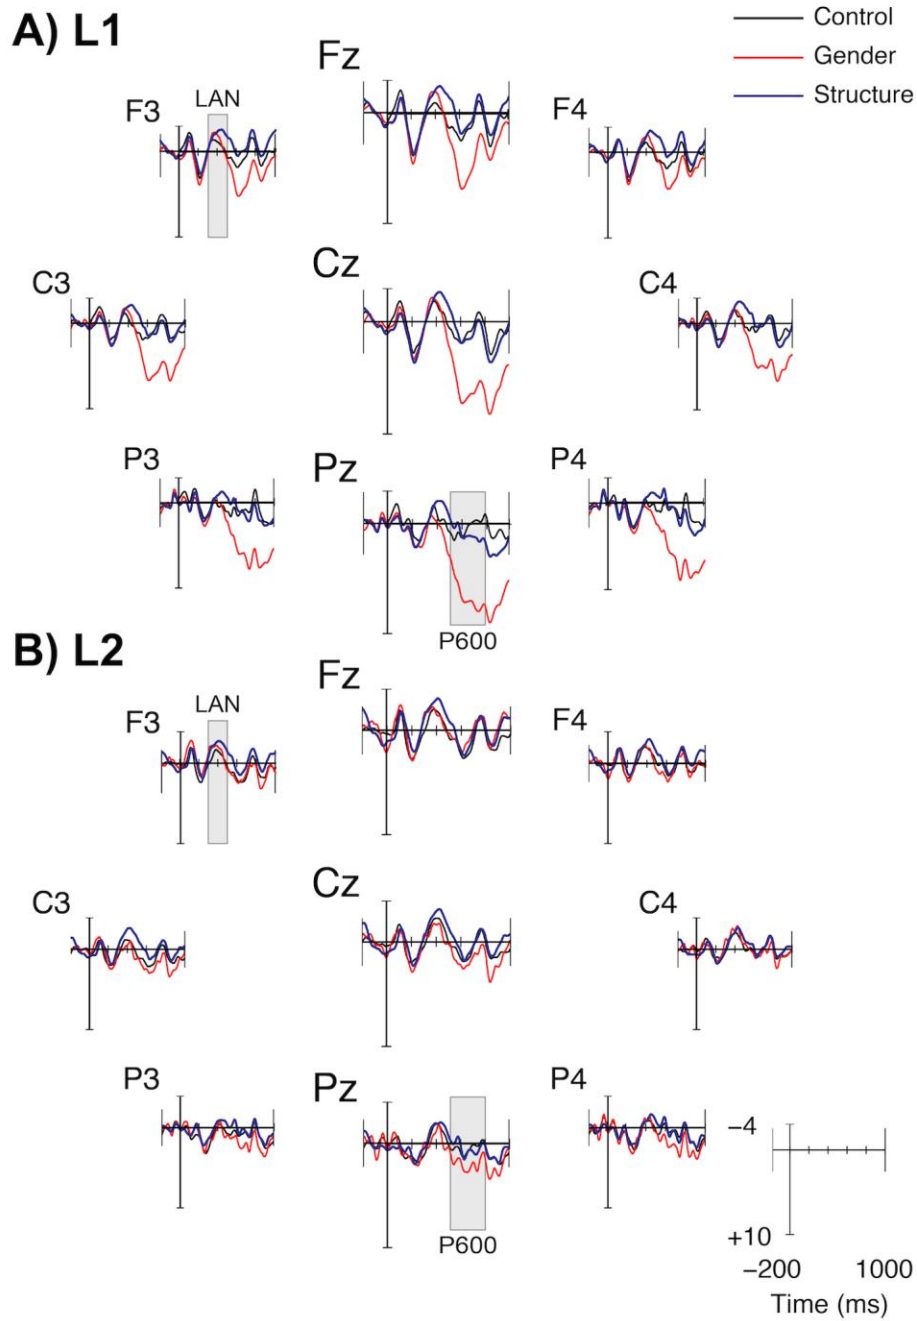 A) L1
Control
Gender
Structure
Fz
F3
LAN
F4
C3
Cz
C4
P3
Pz
P4
P600
B) L2
Fz
F3
LAN
F4
C3
Cz
C4
P3
Pz
P4
P600
−4
+10
−200 1000
Time (ms)